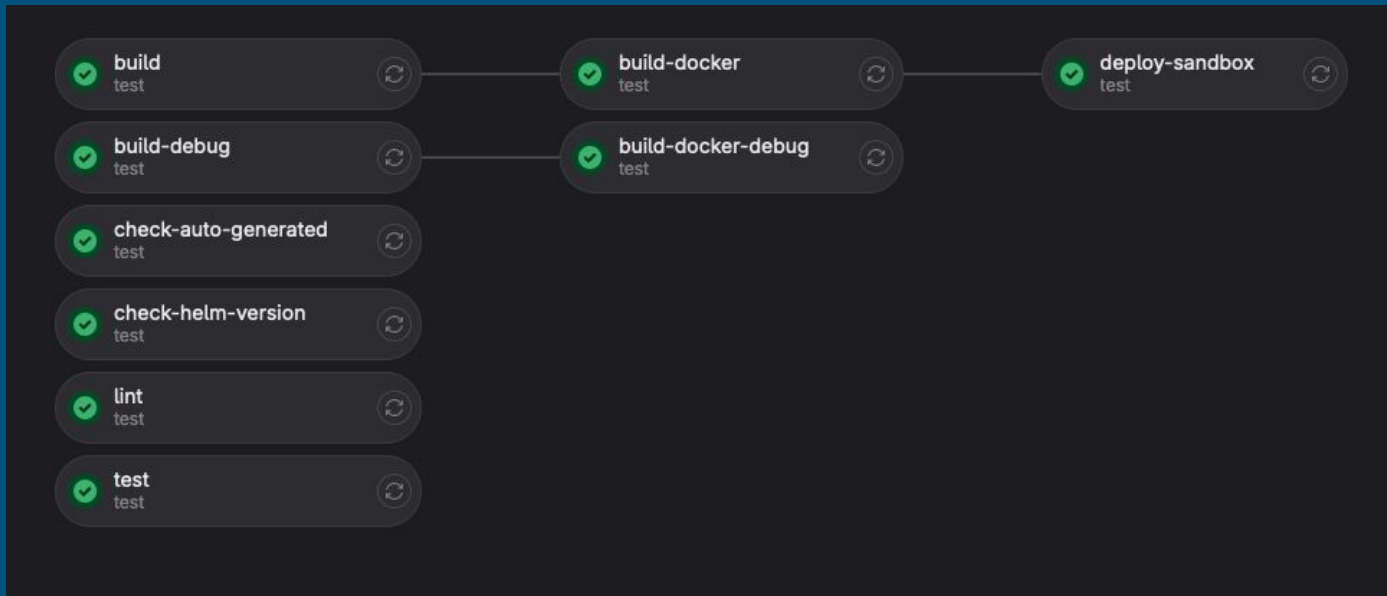 build
test
build-docker
test
deploy-sandbox
test
build-debug
test
build-docker-debug
test
check-auto-generated
test
check-helm-version
test
lint
test
test
test